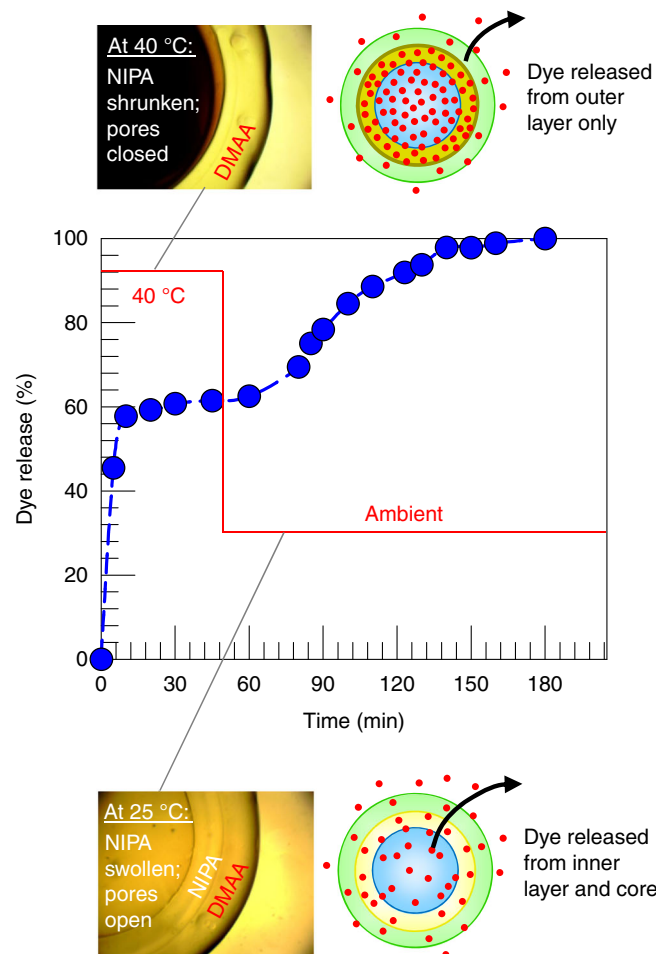 At 40 °C:
NIPA
shrunken;
pores
closed
DMAA
Dye released
from outer
layer only
100
80
60
40
20
0
Dye release (%)
40 °C
Ambient
0 30 60 90 120 150 180
Time (min)
At 25 °C:
NIPA
swollen;
pores
open
NIPA
DMAA
Dye released
from inner
layer and core